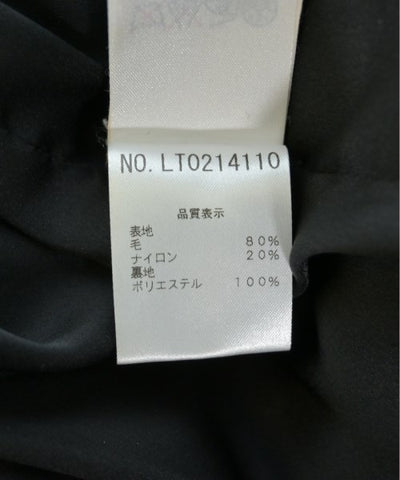 NO. LT0214110
品質表示
表地
毛 80%
ナイロン 20%
裏地
ポリエステル 100%